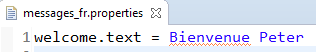 messages_fr.properties
1 welcome.text = Bienvenue Peter